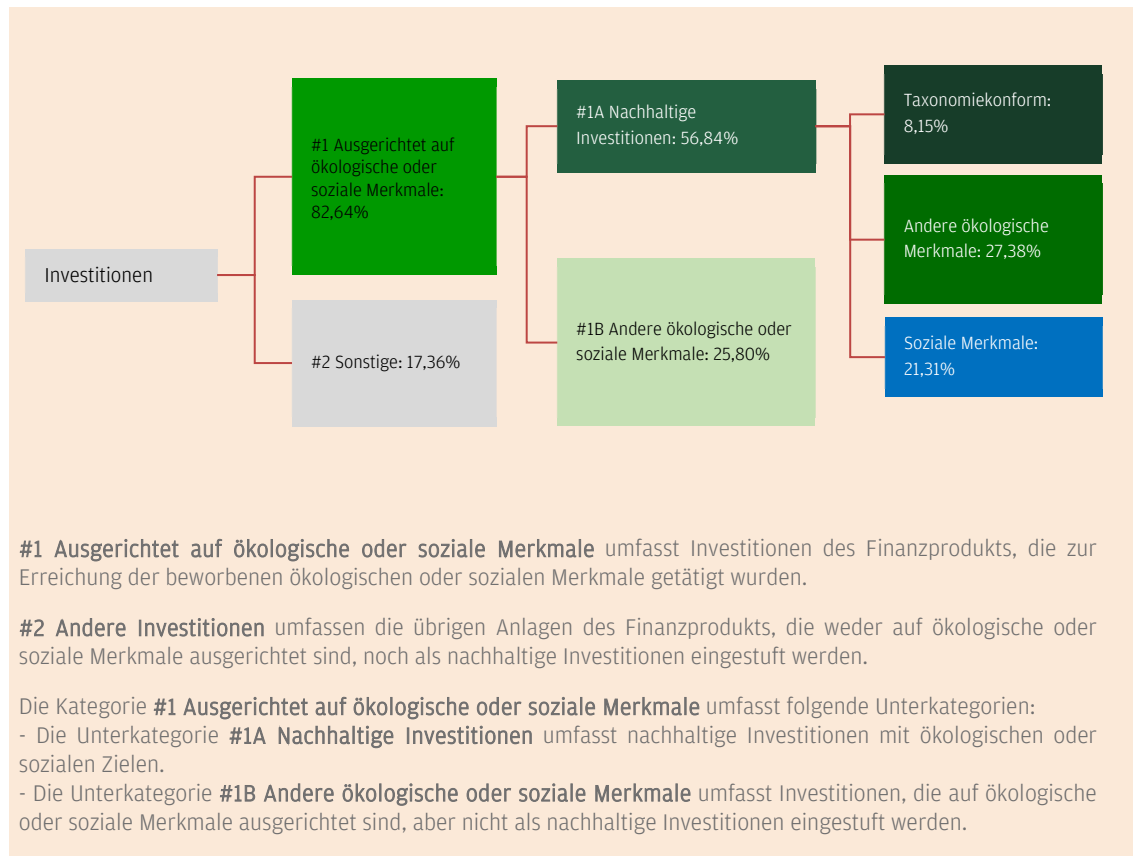 Investitionen
#1 Ausgerichtet auf
ökologische oder
soziale Merkmale:
82,64%
#2 Sonstige: 17,36%
#1A Nachhaltige
Investitionen: 56,84%
#1B Andere ökologische oder
soziale Merkmale: 25,80%
Taxonomiekonform:
8,15%
Andere ökologische
Merkmale: 27,38%
Soziale Merkmale:
21,31%
#1 Ausgerichtet auf ökologische oder soziale Merkmale umfasst Investitionen des Finanzprodukts, die zur
Erreichung der beworbenen ökologischen oder sozialen Merkmale getätigt wurden.
#2 Andere Investitionen umfassen die übrigen Anlagen des Finanzprodukts, die weder auf ökologische oder
soziale Merkmale ausgerichtet sind, noch als nachhaltige Investitionen eingestuft werden.
Die Kategorie #1 Ausgerichtet auf ökologische oder soziale Merkmale umfasst folgende Unterkategorien:
- Die Unterkategorie #1A Nachhaltige Investitionen umfasst nachhaltige Investitionen mit ökologischen oder
sozialen Zielen.
- Die Unterkategorie #1B Andere ökologische oder soziale Merkmale umfasst Investitionen, die auf ökologische
oder soziale Merkmale ausgerichtet sind, aber nicht als nachhaltige Investitionen eingestuft werden.